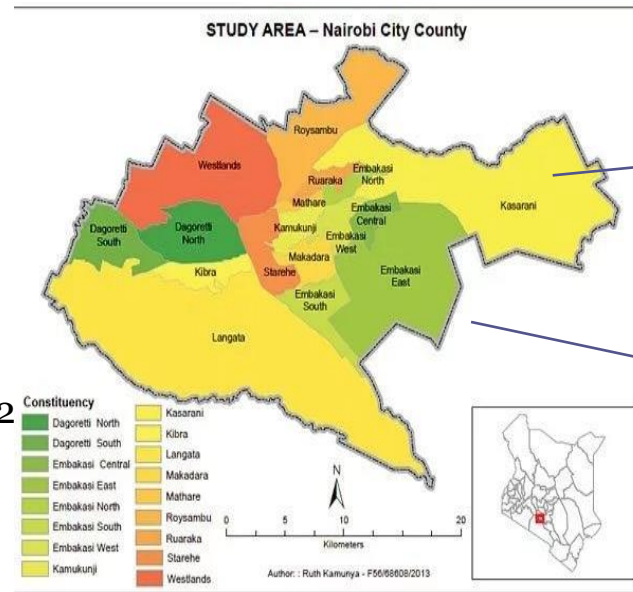 STUDY AREA – Nairobi City County
Roysambu
Westlands
Ruaraka
Embakasi
North
Kasarani
Mathare
Embakasi
Central
Dagoretti
South
Dagoretti
North
Kamukunji
Embakasi
West
Makadara
Kibra
Starehe
Embakasi
East
Embakasi
South
Langata
2
Constituency
Dagoretti North
Dagoretti South
Embakasi Central
Embakasi East
Embakasi North
Embakasi South
Embakasi West
Kamukunji
Kasarani
Kibra
Langata
Makadara
Mathare
Roysambu
Ruaraka
Starehe
Westlands
N
0 5 10 20
Kilometers
Author: : Ruth Kamunya - F56/68608/2013